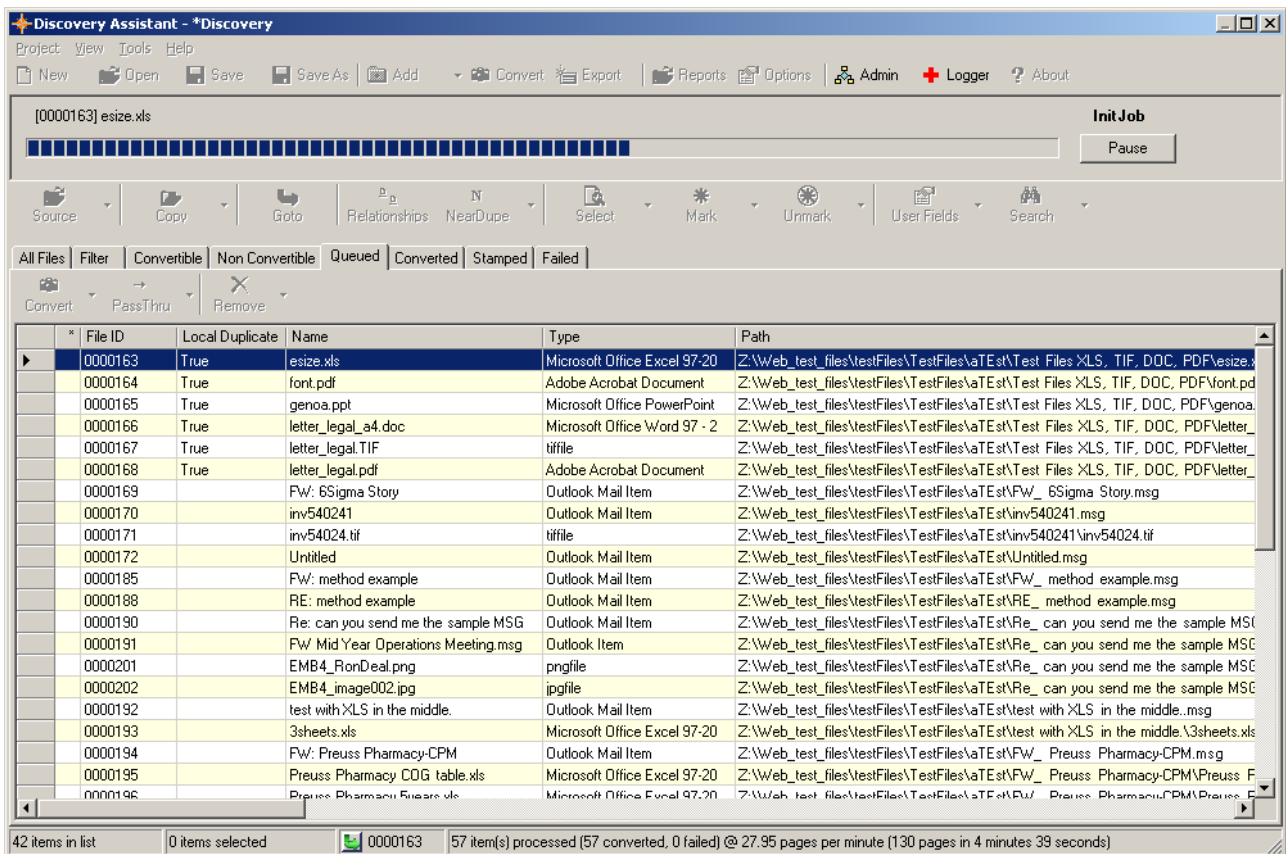 Discovery Assistant - *Discovery
Project View Tools Help
New Open Save Save As Add Convert Export Reports Options Admin Logger About
[0000163] esize.xls InitJob
Pause
Source Copy Goto Relationships NearDupe Select Mark Unmark User Fields Search
All Files Filter Convertible Non Convertible Queued Converted Stamped Failed
Convert PassThru Remove
* File ID Local Duplicate Name Type Path
0000163 True esize.xls Microsoft Office Excel 97-20 Z:\Web_test_files\testFiles\TestFiles\aTEst\Test Files XLS, TIF, DOC, PDF\esize.x
0000164 True font.pdf Adobe Acrobat Document Z:\Web_test_files\testFiles\TestFiles\aTEst\Test Files XLS, TIF, DOC, PDF\font.pd
0000165 True genoa.ppt Microsoft Office PowerPoint Z:\Web_test_files\testFiles\TestFiles\aTEst\Test Files XLS, TIF, DOC, PDF\genoa.
0000166 True letter_legal_a4.doc Microsoft Office Word 97 - 2 Z:\Web_test_files\testFiles\TestFiles\aTEst\Test Files XLS, TIF, DOC, PDF\letter_
0000167 True letter_legal.TIF tiffile Z:\Web_test_files\testFiles\TestFiles\aTEst\Test Files XLS, TIF, DOC, PDF\letter_
0000168 True letter_legal.pdf Adobe Acrobat Document Z:\Web_test_files\testFiles\TestFiles\aTEst\Test Files XLS, TIF, DOC, PDF\letter_
0000169 FW: 6Sigma Story Outlook Mail Item Z:\Web_test_files\testFiles\TestFiles\aTEst\FW_ 6Sigma Story.msg
0000170 inv540241 Outlook Mail Item Z:\Web_test_files\testFiles\TestFiles\aTEst\inv540241.msg
0000171 inv54024.tif tiffile Z:\Web_test_files\testFiles\TestFiles\aTEst\inv540241\inv54024.tif
0000172 Untitled Outlook Mail Item Z:\Web_test_files\testFiles\TestFiles\aTEst\Untitled.msg
0000185 FW: method example Outlook Mail Item Z:\Web_test_files\testFiles\TestFiles\aTEst\FW_ method example.msg
0000188 RE: method example Outlook Mail Item Z:\Web_test_files\testFiles\TestFiles\aTEst\RE_ method example.msg
0000190 Re: can you send me the sample MSG Outlook Mail Item Z:\Web_test_files\testFiles\TestFiles\aTEst\Re_ can you send me the sample MSG
0000191 FW Mid Year Operations Meeting.msg Outlook Item Z:\Web_test_files\testFiles\TestFiles\aTEst\Re_ can you send me the sample MSG
0000201 EMB4_RonDeal.png pngfile Z:\Web_test_files\testFiles\TestFiles\aTEst\Re_ can you send me the sample MSG
0000202 EMB4_image002.jpg jpgfile Z:\Web_test_files\testFiles\TestFiles\aTEst\Re_ can you send me the sample MSG
0000192 test with XLS in the middle. Outlook Mail Item Z:\Web_test_files\testFiles\TestFiles\aTEst\test with XLS in the middle..msg
0000193 3sheets.xls Microsoft Office Excel 97-20 Z:\Web_test_files\testFiles\TestFiles\aTEst\test with XLS in the middle.\3sheets.xls
0000194 FW: Preuss Pharmacy-CPM Outlook Mail Item Z:\Web_test_files\testFiles\TestFiles\aTEst\FW_ Preuss Pharmacy-CPM.msg
0000195 Preuss Pharmacy COG table.xls Microsoft Office Excel 97-20 Z:\Web_test_files\testFiles\TestFiles\aTEst\FW_ Preuss Pharmacy-CPM\Preuss P
0000196 Preuss Pharmacy 5years.xls Microsoft Office Excel 97-20 Z:\Web_test_files\testFiles\TestFiles\aTEst\FW_ Preuss Pharmacy-CPM\Preuss P
42 items in list 0 items selected 0000163 57 item(s) processed (57 converted, 0 failed) @ 27.95 pages per minute (130 pages in 4 minutes 39 seconds)